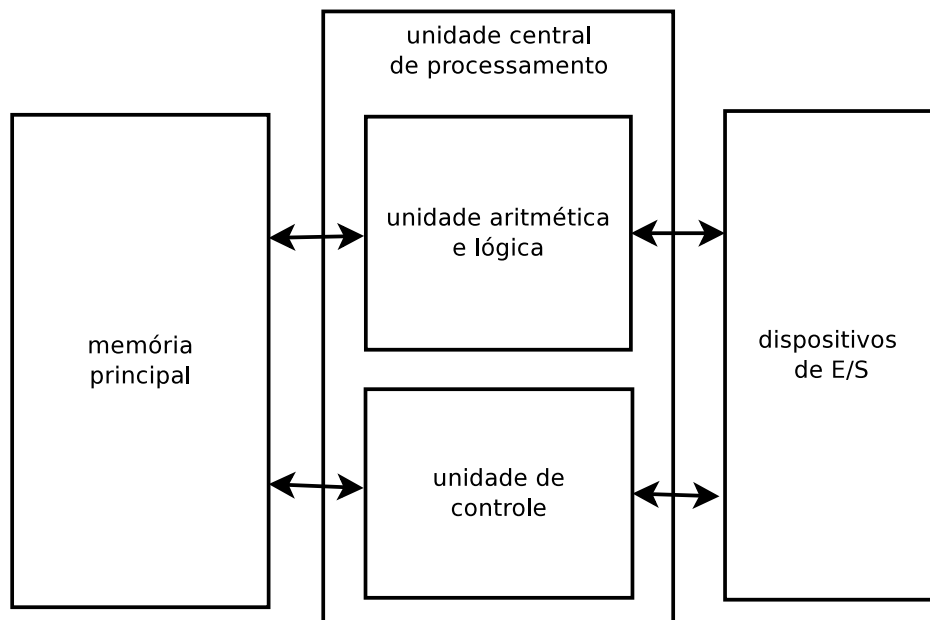 unidade central
de processamento
unidade aritmética
e lógica
memória
principal
dispositivos
de E/S
unidade de
controle